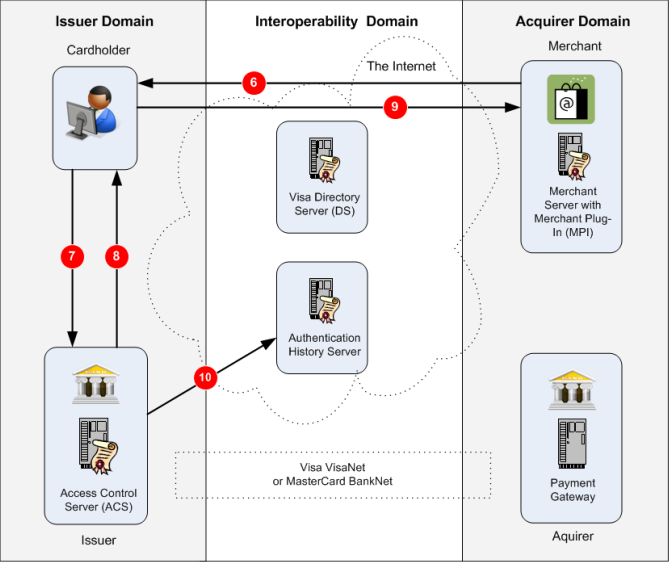 Issuer Domain
Interoperability Domain
Acquirer Domain
Cardholder
Merchant
The Internet
6
9
@
Visa Directory
Server (DS)
Merchant
Server with
Merchant Plug-
In (MPI)
7
8
Authentication
History Server
10
Access Control
Server (ACS)
Issuer
Visa VisaNet
or MasterCard BankNet
Payment
Gateway
Aquirer